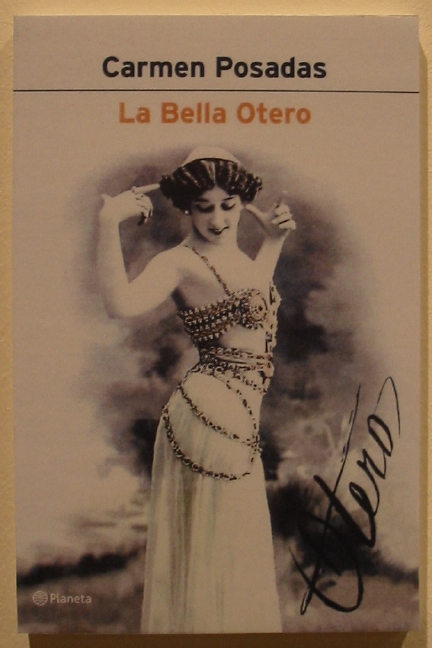 Carmen Posadas
La Bella Otero
Otero
Planeta